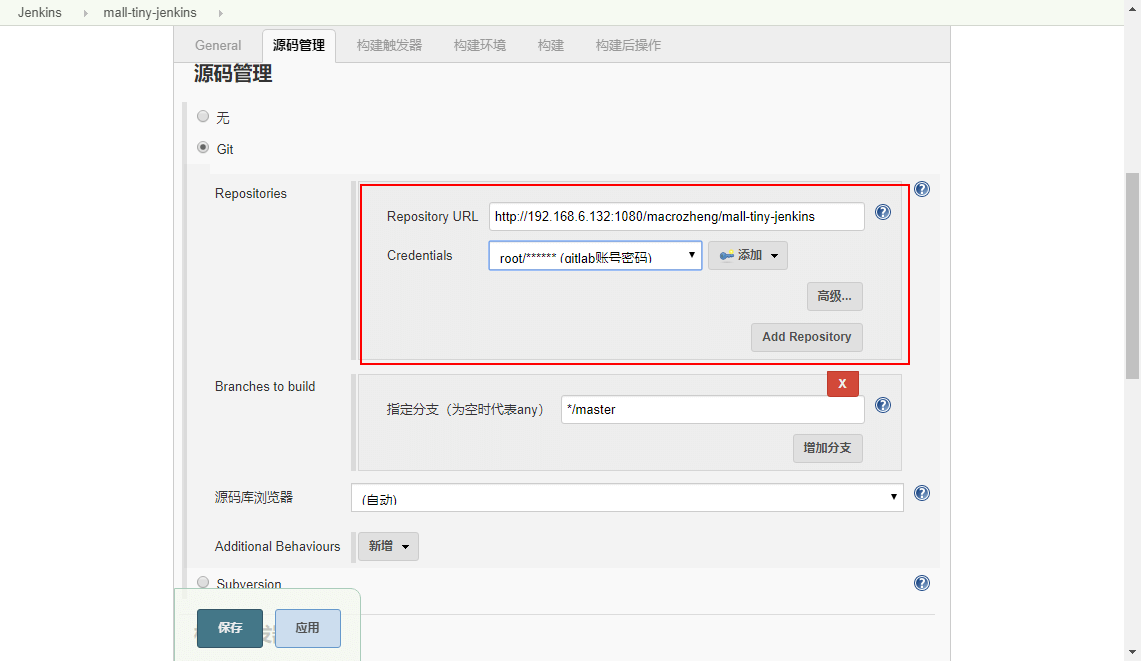 Jenkins mall-tiny-jenkins
General 源码管理 构建触发器 构建环境 构建 构建后操作
源码管理
无
Git
Repositories
Repository URL http://192.168.6.132:1080/macrozheng/mall-tiny-jenkins
Credentials root/****** (gitlab账号密码) 添加
高级...
Add Repository
Branches to build
X
指定分支（为空时代表any） */master
增加分支
源码库浏览器 (自动)
Additional Behaviours 新增
Subversion
保存 应用